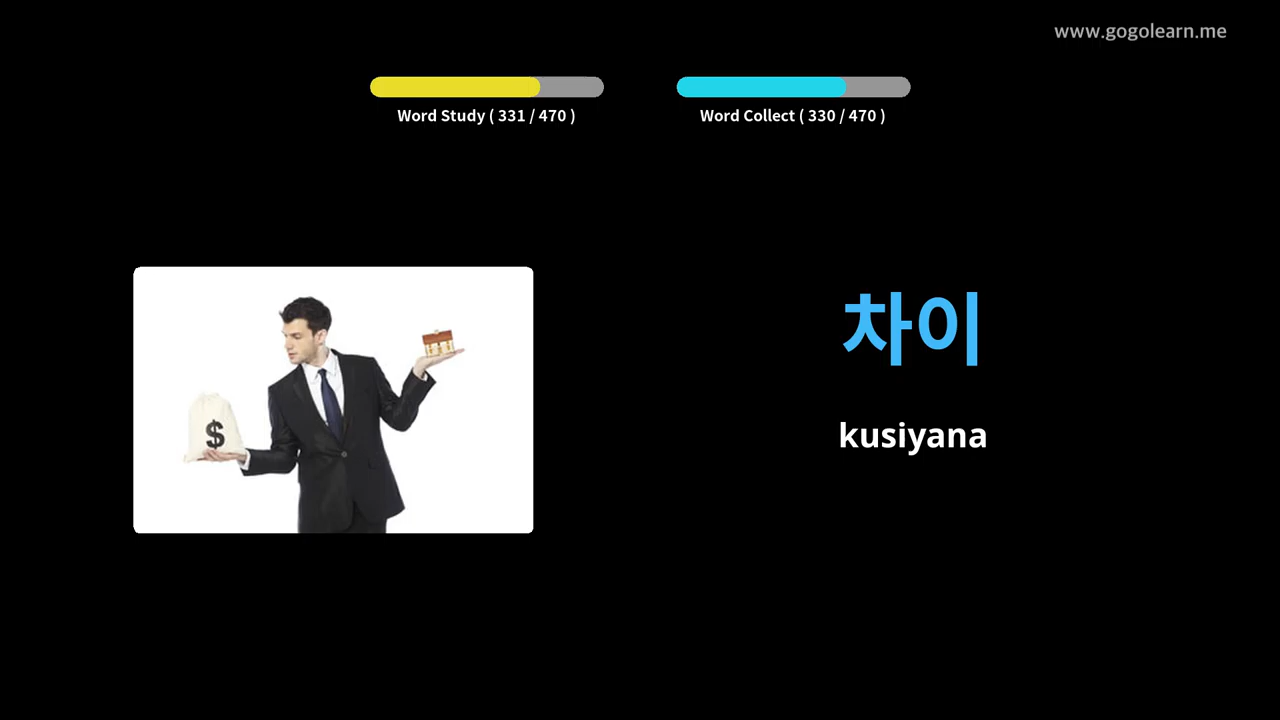 www.gogolearn.me
Word Study ( 331 / 470 )
Word Collect ( 330 / 470 )
$
차이
kusiyana